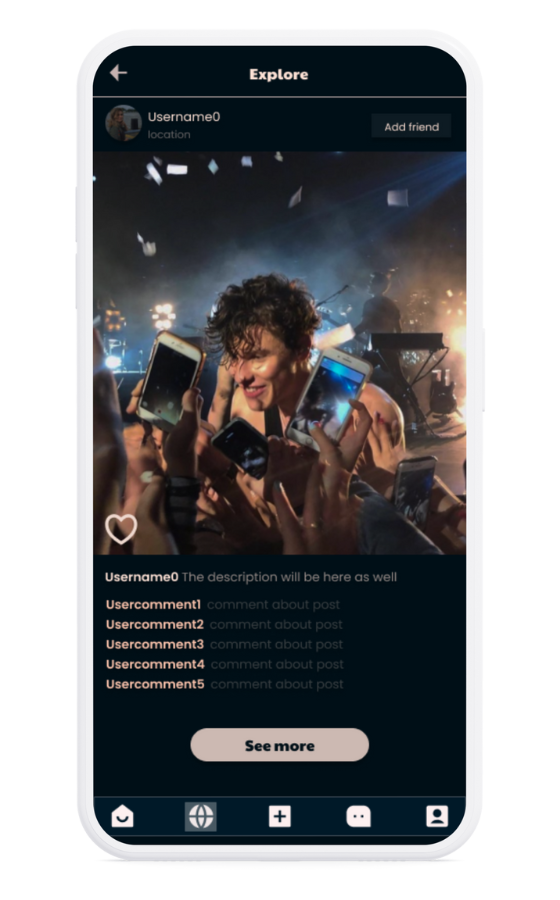 Explore
Username0
location
Add friend
Username0 The description will be here as well
Usercomment1 comment about post
Usercomment2 comment about post
Usercomment3 comment about post
Usercomment4 comment about post
Usercomment5 comment about post
See more